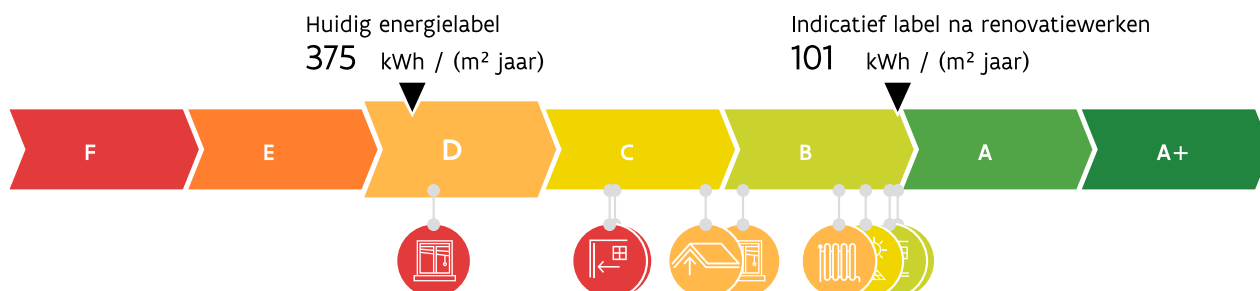 Huidig energielabel
375 kWh / (m² jaar)
Indicatief label na renovatiewerken
101 kWh / (m² jaar)
F E D C B A A+